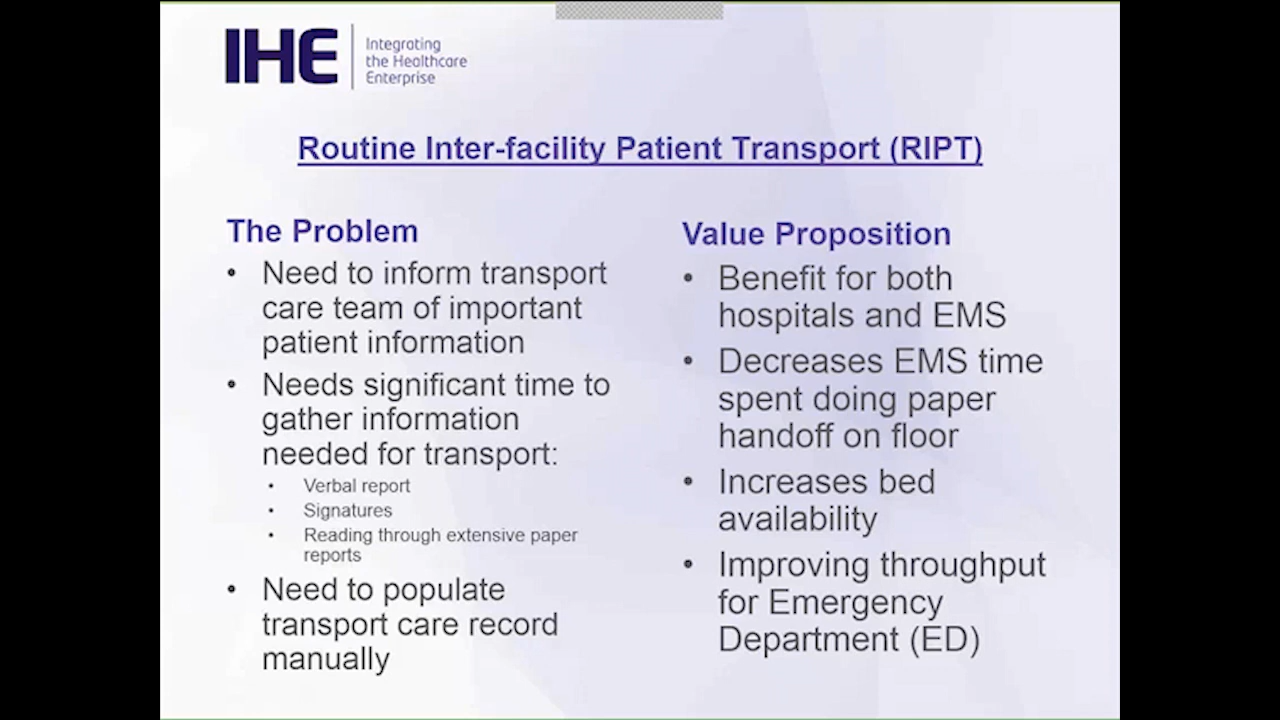 IHE
Integrating
the Healthcare
Enterprise
Routine Inter-facility Patient Transport (RIPT)
The Problem
• Need to inform transport
care team of important
patient information
• Needs significant time to
gather information
needed for transport:
• Verbal report
• Signatures
• Reading through extensive paper
reports
• Need to populate
transport care record
manually
Value Proposition
• Benefit for both
hospitals and EMS
• Decreases EMS time
spent doing paper
handoff on floor
• Increases bed
availability
• Improving throughput
for Emergency
Department (ED)